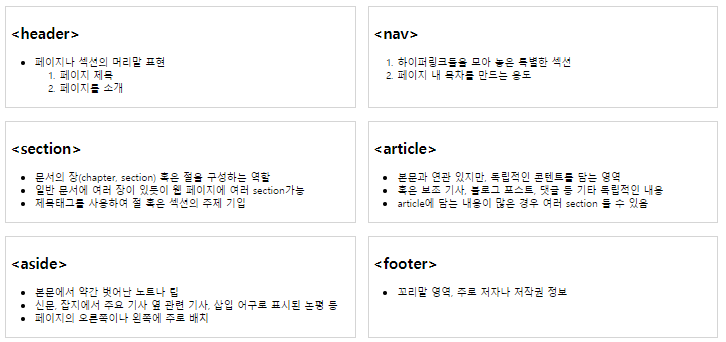 <header>
페이지나 섹션의 머리말 표현
1. 페이지 제목
2. 페이지를 소개
<nav>
1. 하이퍼링크들을 모아 놓은 특별한 섹션
2. 페이지 내 목차를 만드는 용도
<section>
문서의 장(chapter, section) 혹은 절을 구성하는 역할
일반 문서에 여러 장이 있듯이 웹 페이지에 여러 section가능
제목태그를 사용하여 절 혹은 섹션의 주제 기입
<article>
본문과 연관 있지만, 독립적인 콘텐트를 담는 영역
혹은 보조 기사, 블로그 포스트, 댓글 등 기타 독립적인 내용
article에 담는 내용이 많은 경우 여러 section 둘 수 있음
<aside>
본문에서 약간 벗어난 노트나 팁
신문, 잡지에서 주요 기사 옆 관련 기사, 삽입 어구로 표시된 논평 등
페이지의 오른쪽이나 왼쪽에 주로 배치
<footer>
꼬리말 영역, 주로 저자나 저작권 정보